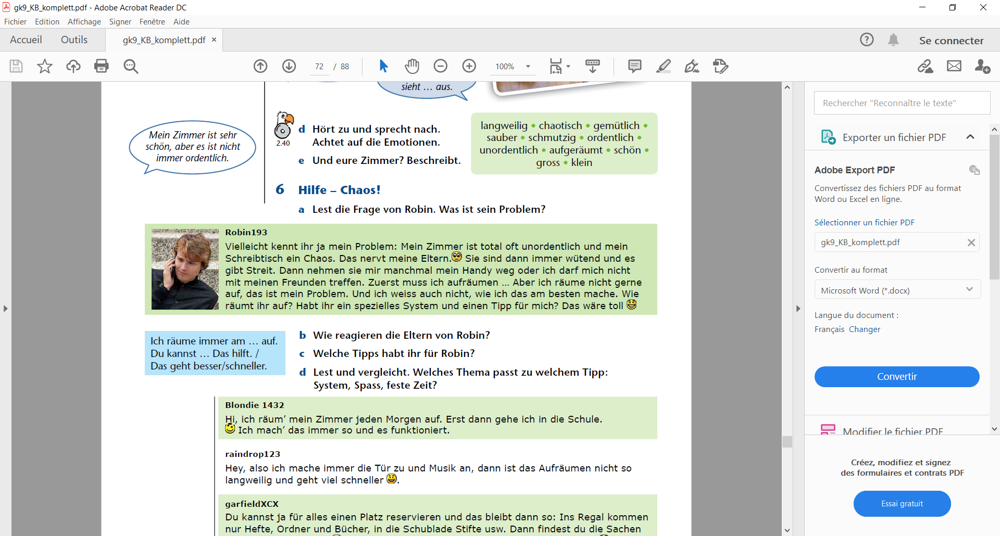 gk9_KB_komplett.pdf - Adobe Acrobat Reader DC
Fichier Edition Affichage Signer Fenêtre Aide
Accueil Outils gk9_KB_komplett.pdf × Se connecter
72 / 88 100%
sieht … aus.
Mein Zimmer ist sehr
schön, aber es ist nicht
immer ordentlich.
2.40
d Hört zu und sprecht nach.
Achtet auf die Emotionen.
e Und eure Zimmer? Beschreibt.
langweilig • chaotisch • gemütlich •
sauber • schmutzig • ordentlich •
unordentlich • aufgeräumt • schön •
gross • klein
6 Hilfe – Chaos!
a Lest die Frage von Robin. Was ist sein Problem?
Robin193
Vielleicht kennt ihr ja mein Problem: Mein Zimmer ist total oft unordentlich und mein
Schreibtisch ein Chaos. Das nervt meine Eltern. Sie sind dann immer wütend und es
gibt Streit. Dann nehmen sie mir manchmal mein Handy weg oder ich darf mich nicht
mit meinen Freunden treffen. Zuerst muss ich aufräumen … Aber ich räume nicht gerne
auf, das ist mein Problem. Und ich weiss auch nicht, wie ich das am besten mache. Wie
räumt ihr auf? Habt ihr ein spezielles System und einen Tipp für mich? Das wäre toll
Ich räume immer am … auf.
Du kannst … Das hilft. /
Das geht besser/schneller.
b Wie reagieren die Eltern von Robin?
c Welche Tipps habt ihr für Robin?
d Lest und vergleicht. Welches Thema passt zu welchem Tipp:
System, Spass, feste Zeit?
Blondie 1432
Hi, ich räum’ mein Zimmer jeden Morgen auf. Erst dann gehe ich in die Schule.
Ich mach’ das immer so und es funktioniert.
raindrop123
Hey, also ich mache immer die Tür zu und Musik an, dann ist das Aufräumen nicht so
langweilig und geht viel schneller .
garfieldXCX
Du kannst ja für alles einen Platz reservieren und das bleibt dann so: Ins Regal kommen
nur Hefte, Ordner und Bücher, in die Schublade Stifte usw. Dann findest du die Sachen
Rechercher "Reconnaître le texte"
Exporter un fichier PDF
Adobe Export PDF
Convertissez des fichiers PDF au format
Word ou Excel en ligne.
Sélectionner un fichier PDF
gk9_KB_komplett.pdf
Convertir au format
Microsoft Word (*.docx)
Langue du document :
Français Changer
Convertir
Modifier le fichier PDF
Créez, modifiez et signez
des formulaires et contrats PDF
Essai gratuit